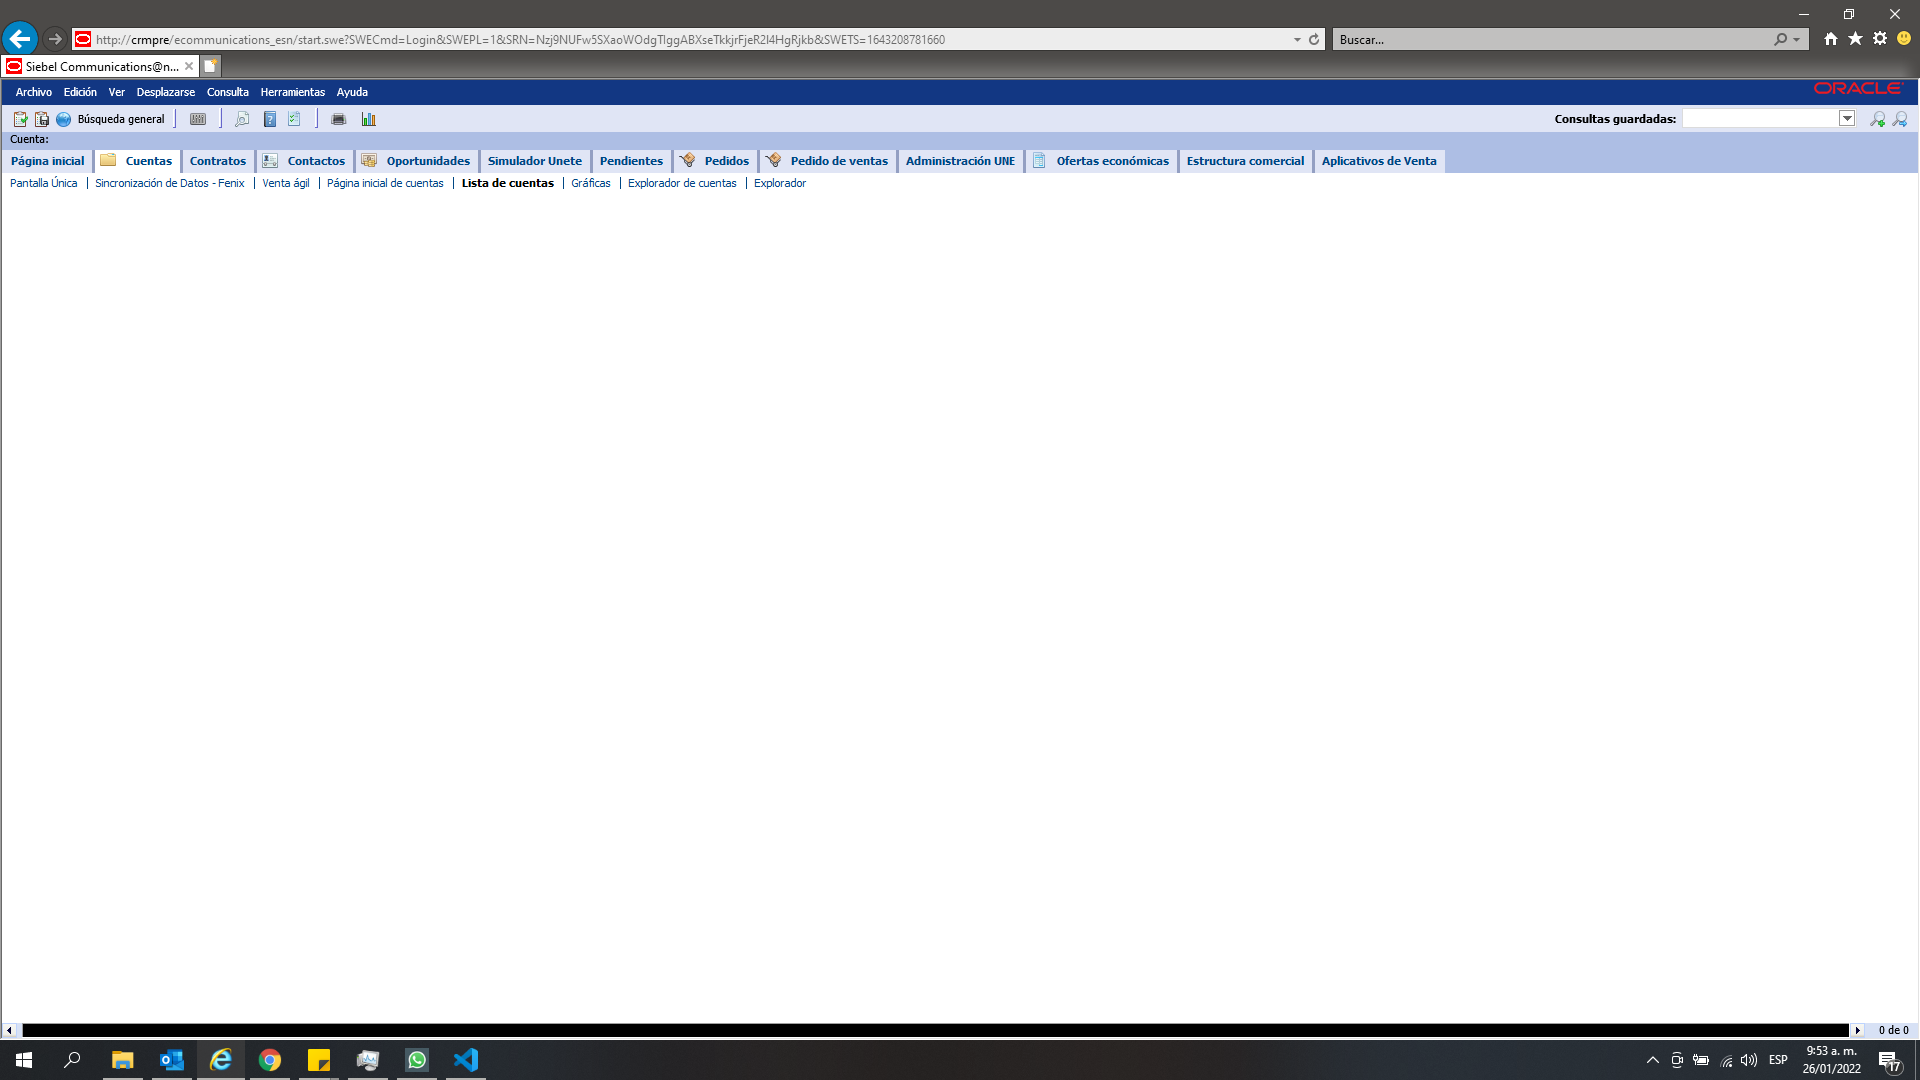 http://crmpre/ecommunications_esn/start.swe?SWECmd=Login&SWEPL=1&SRN=Nzj9NUFw5SXaoWOdgTIggABXseTkkjrFjeR2I4HgRjkb&SWETS=1643208781660
Buscar...
Siebel Communications@n...
Archivo Edición Ver Desplazarse Consulta Herramientas Ayuda
ORACLE
Búsqueda general
Consultas guardadas:
Cuenta:
Página inicial Cuentas Contratos Contactos Oportunidades Simulador Unete Pendientes Pedidos Pedido de ventas Administración UNE Ofertas económicas Estructura comercial Aplicativos de Venta
Pantalla Única Sincronización de Datos - Fenix Venta ágil Página inicial de cuentas Lista de cuentas Gráficas Explorador de cuentas Explorador
0 de 0
ESP
9:53 a. m.
26/01/2022
17